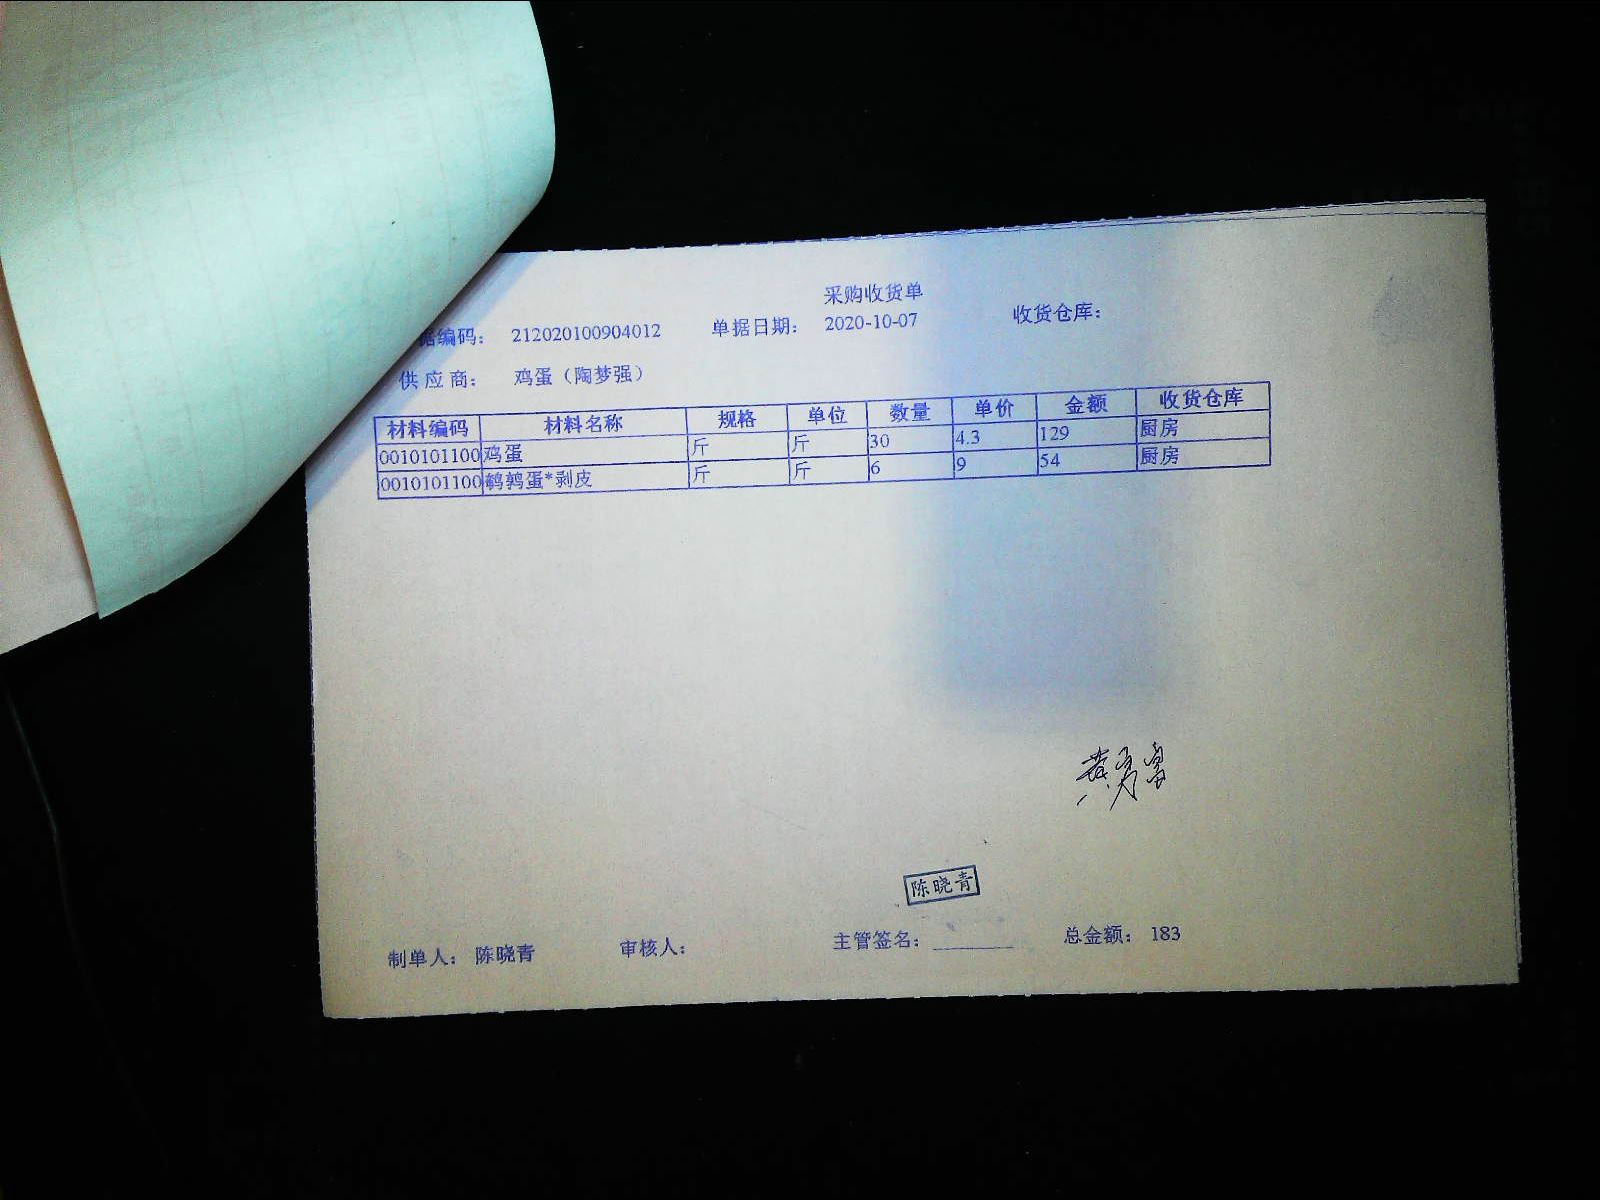 采购收货单
据编码： 212020100904012 单据日期： 2020-10-07 收货仓库：
供应商： 鸡蛋（陶梦强）
材料编码 材料名称 规格 单位 数量 单价 金额 收货仓库
0010101100 鸡蛋 斤 斤 30 4.3 129 厨房
0010101100 鹌鹑蛋*剥皮 斤 斤 6 9 54 厨房
陈晓青
制单人： 陈晓青 审核人： 主管签名： 总金额： 183